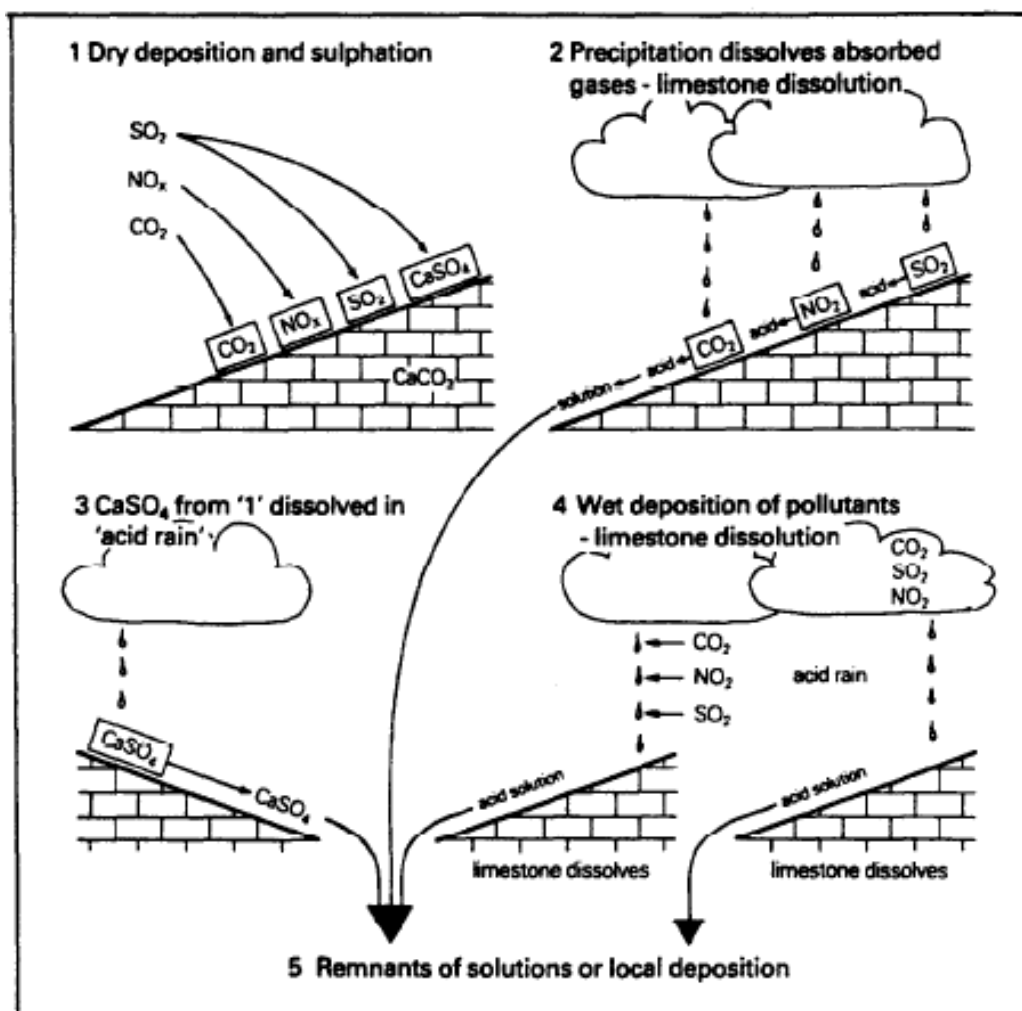 1 Dry deposition and sulphation
SO₂
NOₓ
CO₂
CO₂
NOₓ
SO₂
CaSO₄
CaCO₂
2 Precipitation dissolves absorbed
gases - limestone dissolution
SO₂
acid
NO₂
acid
CO₂
acid
solution
3 CaSO₄ from '1' dissolved in
'acid rain'
CaSO₄
CaSO₄
4 Wet deposition of pollutants
- limestone dissolution
CO₂
SO₂
NO₂
CO₂
NO₂
SO₂
acid rain
acid solution
limestone dissolves
acid solution
limestone dissolves
5 Remnants of solutions or local deposition